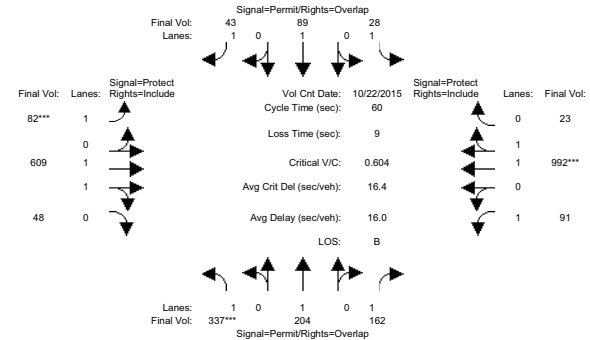 Signal=Permit/Rights=Overlap
Final Vol: 43 89 28
Lanes: 1 0 1 0 1
Signal=Protect
Final Vol: Lanes: Rights=Include
Vol Cnt Date: 10/22/2015
Signal=Protect
Rights=Include Lanes: Final Vol:
Cycle Time (sec): 60
82*** 1
0 23
Loss Time (sec): 9
0
1
609 1
Critical V/C: 0.604
1 992***
1
Avg Crit Del (sec/veh): 16.4
0
48 0
Avg Delay (sec/veh): 16.0
1 91
LOS: B
Lanes: 1 0 1 0 1
Final Vol: 337*** 204 162
Signal=Permit/Rights=Overlap